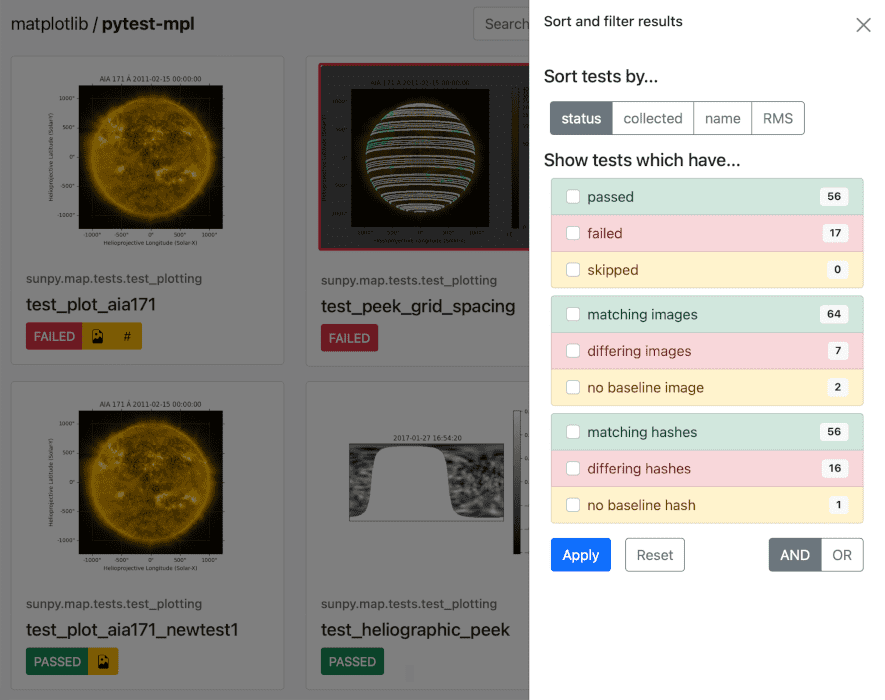 matplotlib / pytest-mpl
Search
AIA 171 Å 2011-02-15 00:00:00
Helioprojective Latitude (Solar-Y)
1000"
500"
0"
-500"
-1000"
-1000" -500" 0" 500" 1000"
Helioprojective Longitude (Solar-X)
sunpy.map.tests.test_plotting
test_plot_aia171
FAILED
#
AIA 171 Å 2011-02-15 00:00:00
Helioprojective Latitude (Solar-Y)
Helioprojective Longitude (Solar-X)
sunpy.map.tests.test_plotting
test_peek_grid_spacing
FAILED
AIA 171 Å 2011-02-15 00:00:00
Helioprojective Latitude (Solar-Y)
1000"
500"
0"
-500"
-1000"
-1000" -500" 0" 500" 1000"
Helioprojective Longitude (Solar-X)
sunpy.map.tests.test_plotting
test_plot_aia171_newtest1
PASSED
2017-01-27 16:54:20
sunpy.map.tests.test_plotting
test_heliographic_peek
PASSED
Sort and filter results
Sort tests by...
status collected name RMS
Show tests which have...
passed 56
failed 17
skipped 0
matching images 64
differing images 7
no baseline image 2
matching hashes 56
differing hashes 16
no baseline hash 1
Apply Reset AND OR